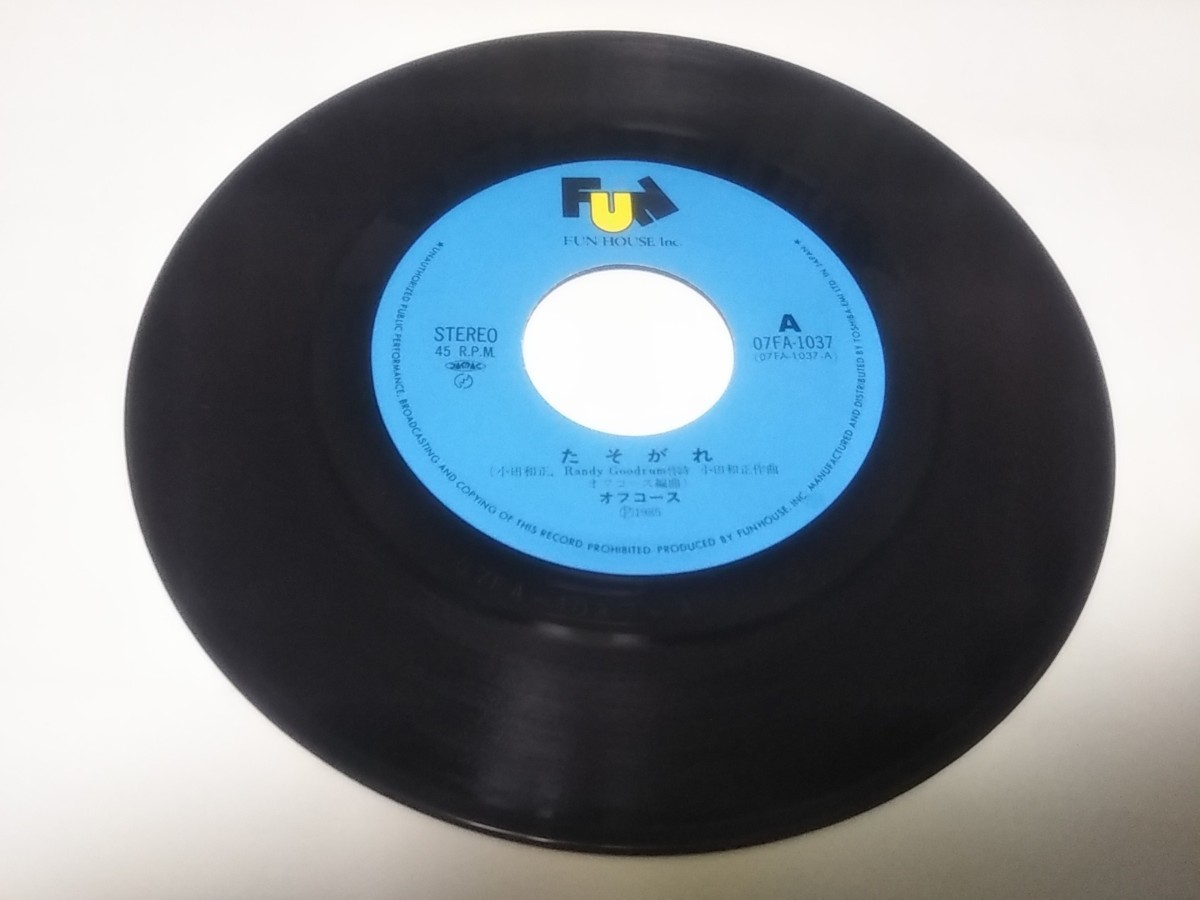 FUN
FUN HOUSE Inc.
STEREO
45 R.P.M.
A
07FA-1037
(07FA-1037-A)
たそがれ
(小田和正, Randy Goodrum作詩 小田和正作曲
オフコース編曲)
オフコース
Ⓟ1985
★UNAUTHORIZED PUBLIC PERFORMANCE, BROADCASTING AND COPYING OF THIS RECORD PROHIBITED· PRODUCED BY FUNHOUSE, INC. MANUFACTURED AND DISTRIBUTED BY TOSHIBA-EMI LTD. IN JAPAN★